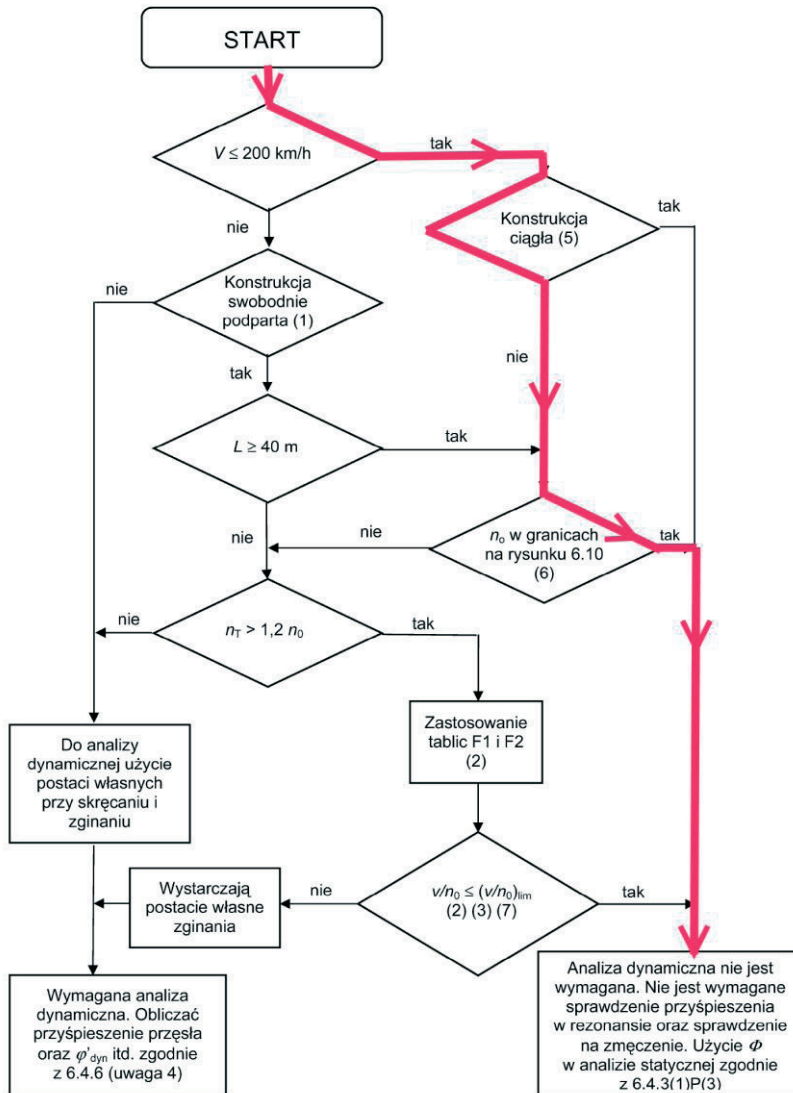 START
V ≤ 200 km/h
tak
nie
Konstrukcja
ciągła (5)
tak
nie
Konstrukcja
swobodnie
podparta (1)
nie
tak
L ≥ 40 m
tak
nie
n₀ w granicach
na rysunku 6.10
(6)
nie
tak
n_T > 1,2 n₀
nie
tak
Zastosowanie
tablic F1 i F2
(2)
Do analizy
dynamicznej użycie
postaci własnych
przy skręcaniu i
zginaniu
v/n₀ ≤ (v/n₀)lim
(2) (3) (7)
nie
tak
Wystarczają
postacie własne
zginania
Wymagana analiza
dynamiczna. Obliczać
przyśpieszenie przęsła
oraz φ'dyn itd. zgodnie
z 6.4.6 (uwaga 4)
Analiza dynamiczna nie jest
wymagana. Nie jest wymagane
sprawdzenie przyśpieszenia
w rezonansie oraz sprawdzenie
na zmęczenie. Użycie Φ
w analizie statycznej zgodnie
z 6.4.3(1)P(3)